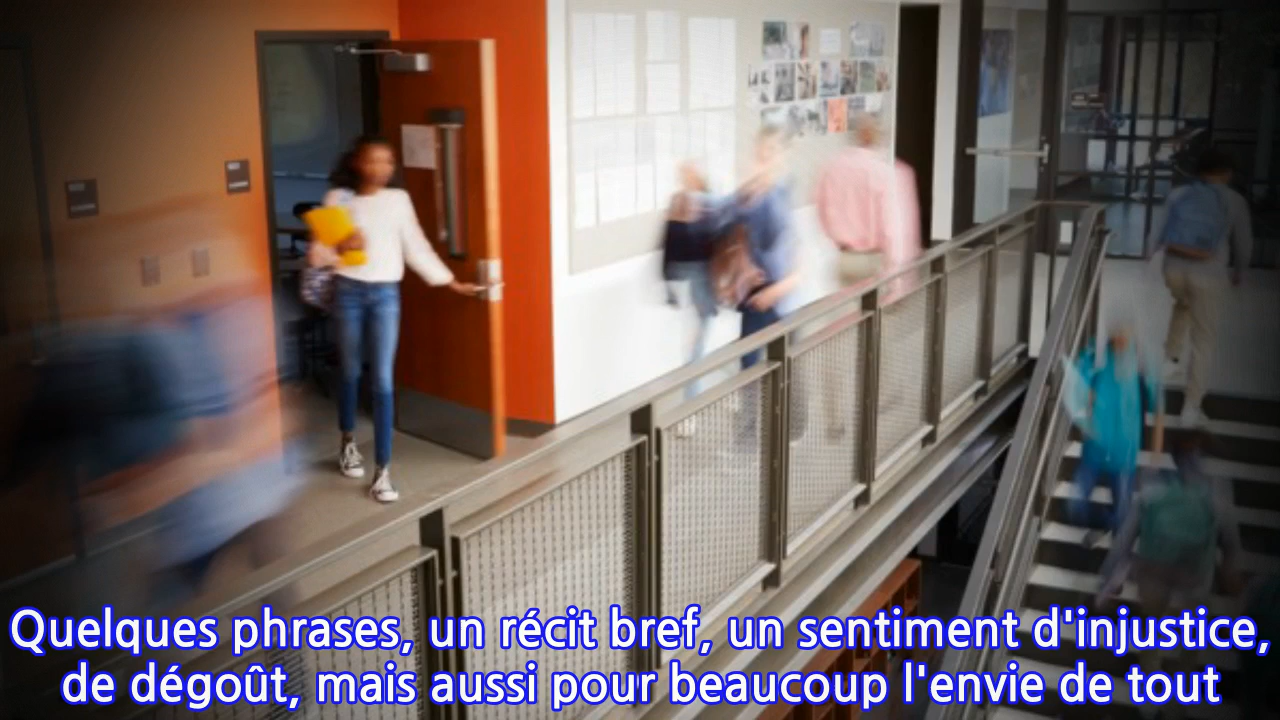 Quelques phrases, un récit bref, un sentiment d'injustice,
de dégoût, mais aussi pour beaucoup l'envie de tout